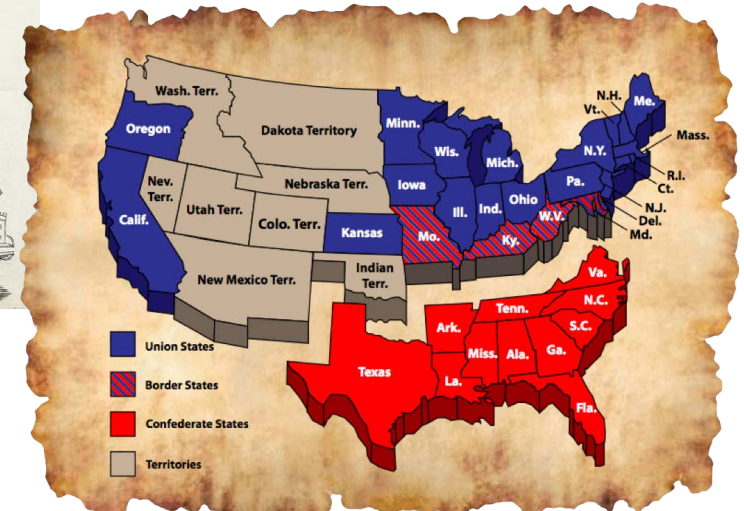 Wash. Terr.
Oregon
Dakota Territory
Minn.
Wis.
Mich.
N.H.
Vt.
Me.
Mass.
N.Y.
R.I.
Ct.
Pa.
N.J.
Del.
Md.
Nev.
Terr.
Nebraska Terr.
Iowa
Ill.
Ind.
Ohio
W.V.
Calif.
Utah Terr.
Colo. Terr.
Kansas
Mo.
Ky.
New Mexico Terr.
Indian
Terr.
Va.
N.C.
Tenn.
S.C.
Ark.
Miss.
Ala.
Ga.
Texas
La.
Fla.
Union States
Border States
Confederate States
Territories